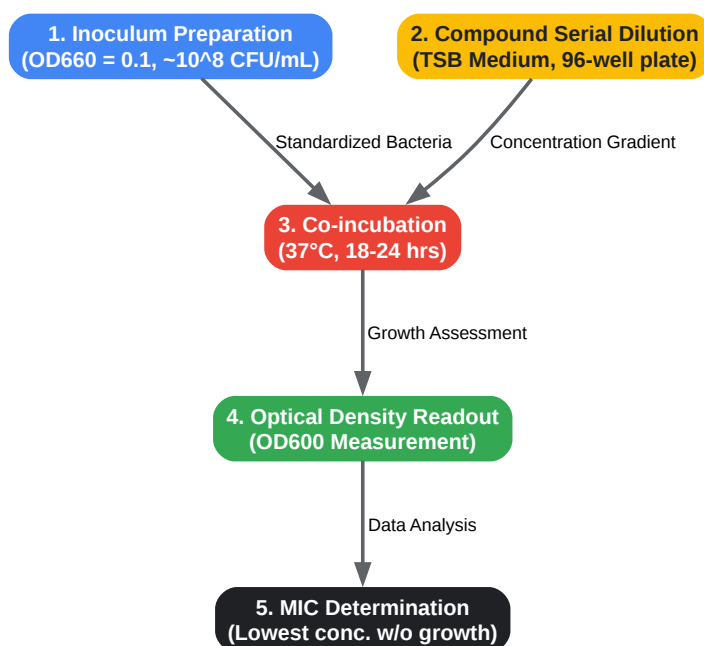 1. Inoculum Preparation
(OD660 = 0.1, ~10^8 CFU/mL)
2. Compound Serial Dilution
(TSB Medium, 96-well plate)
Standardized Bacteria
Concentration Gradient
3. Co-incubation
(37°C, 18-24 hrs)
Growth Assessment
4. Optical Density Readout
(OD600 Measurement)
Data Analysis
5. MIC Determination
(Lowest conc. w/o growth)